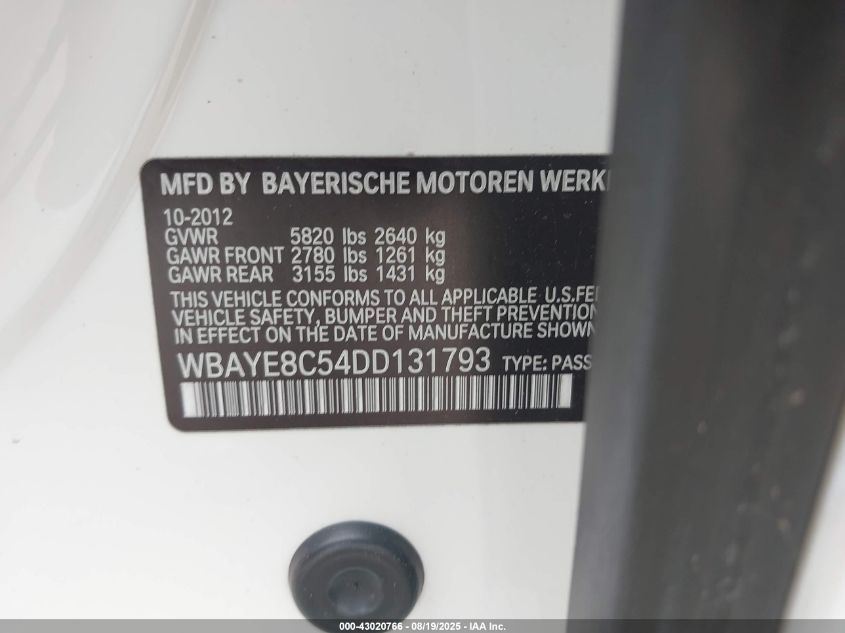 MFD BY BAYERISCHE MOTOREN
10-2012
GVWR 5820 lbs 2640 kg
GAWR FRONT 2780 lbs 1261 kg
GAWR REAR 3155 lbs 1431 kg
THIS VEHICLE CONFORMS TO ALL APPLICABLE
VEHICLE SAFETY, BUMPER AND THEFT PREVENTION
IN EFFECT ON THE DATE OF MANUFACTURE SHOWN
WBAYE8C54DD131793 TYPE: PASS
000-43020766 - 08/19/2025 - IAA Inc.